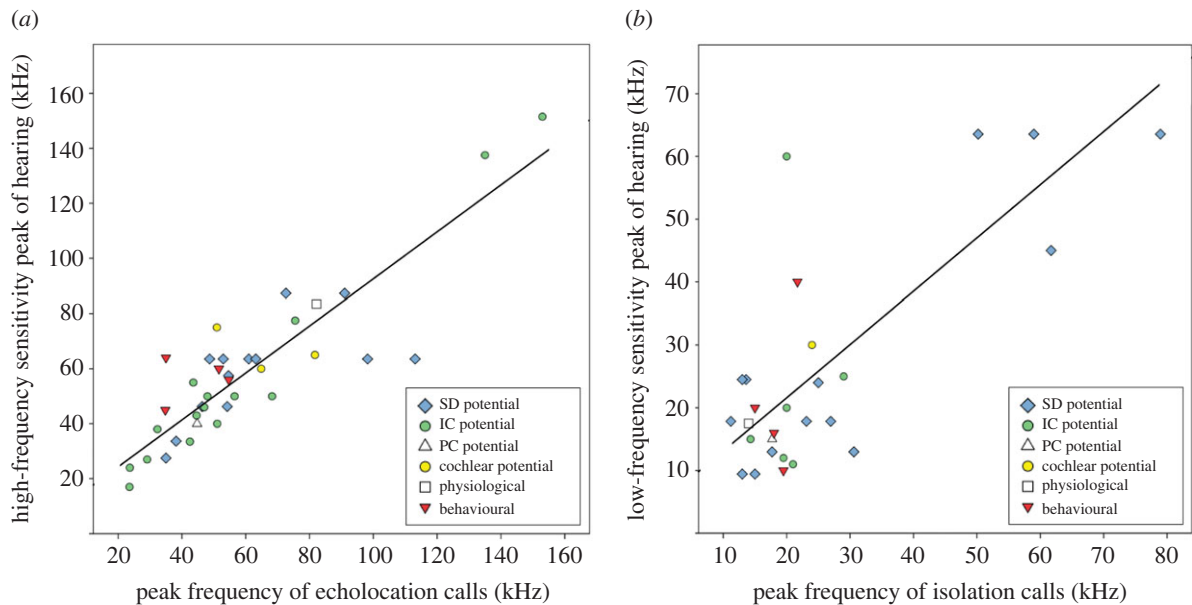 (a)
high-frequency sensitivity peak of hearing (kHz)
160
140
120
100
80
60
40
20
20 40 60 80 100 120 140 160
peak frequency of echolocation calls (kHz)
SD potential
IC potential
PC potential
cochlear potential
physiological
behavioural
(b)
low-frequency sensitivity peak of hearing (kHz)
70
60
50
40
30
20
10
10 20 30 40 50 60 70 80
peak frequency of isolation calls (kHz)
SD potential
IC potential
PC potential
cochlear potential
physiological
behavioural